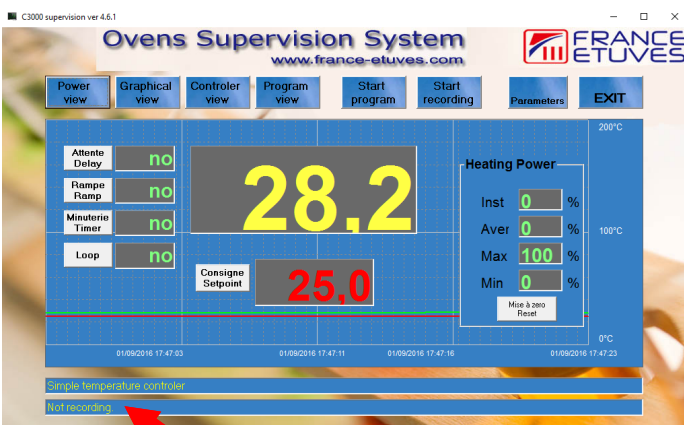 C3000 supervision ver 4.6.1
Ovens Supervision System
www.france-etuves.com
FRANCE
ETUVES
Power view
Graphical view
Controler view
Program view
Start program
Start recording
Parameters
EXIT
200°C
Attente
Delay
no
Rampe
Ramp
no
Minuterie
Timer
no
Loop
no
28,2
Consigne
Setpoint
25,0
Heating Power
Inst 0 %
Aver 0 %
Max 100 %
Min 0 %
Mise à zero
Reset
100°C
0°C
01/09/2016 17:47:03
01/09/2016 17:47:11
01/09/2016 17:47:16
01/09/2016 17:47:23
Simple temperature controler
Not recording.